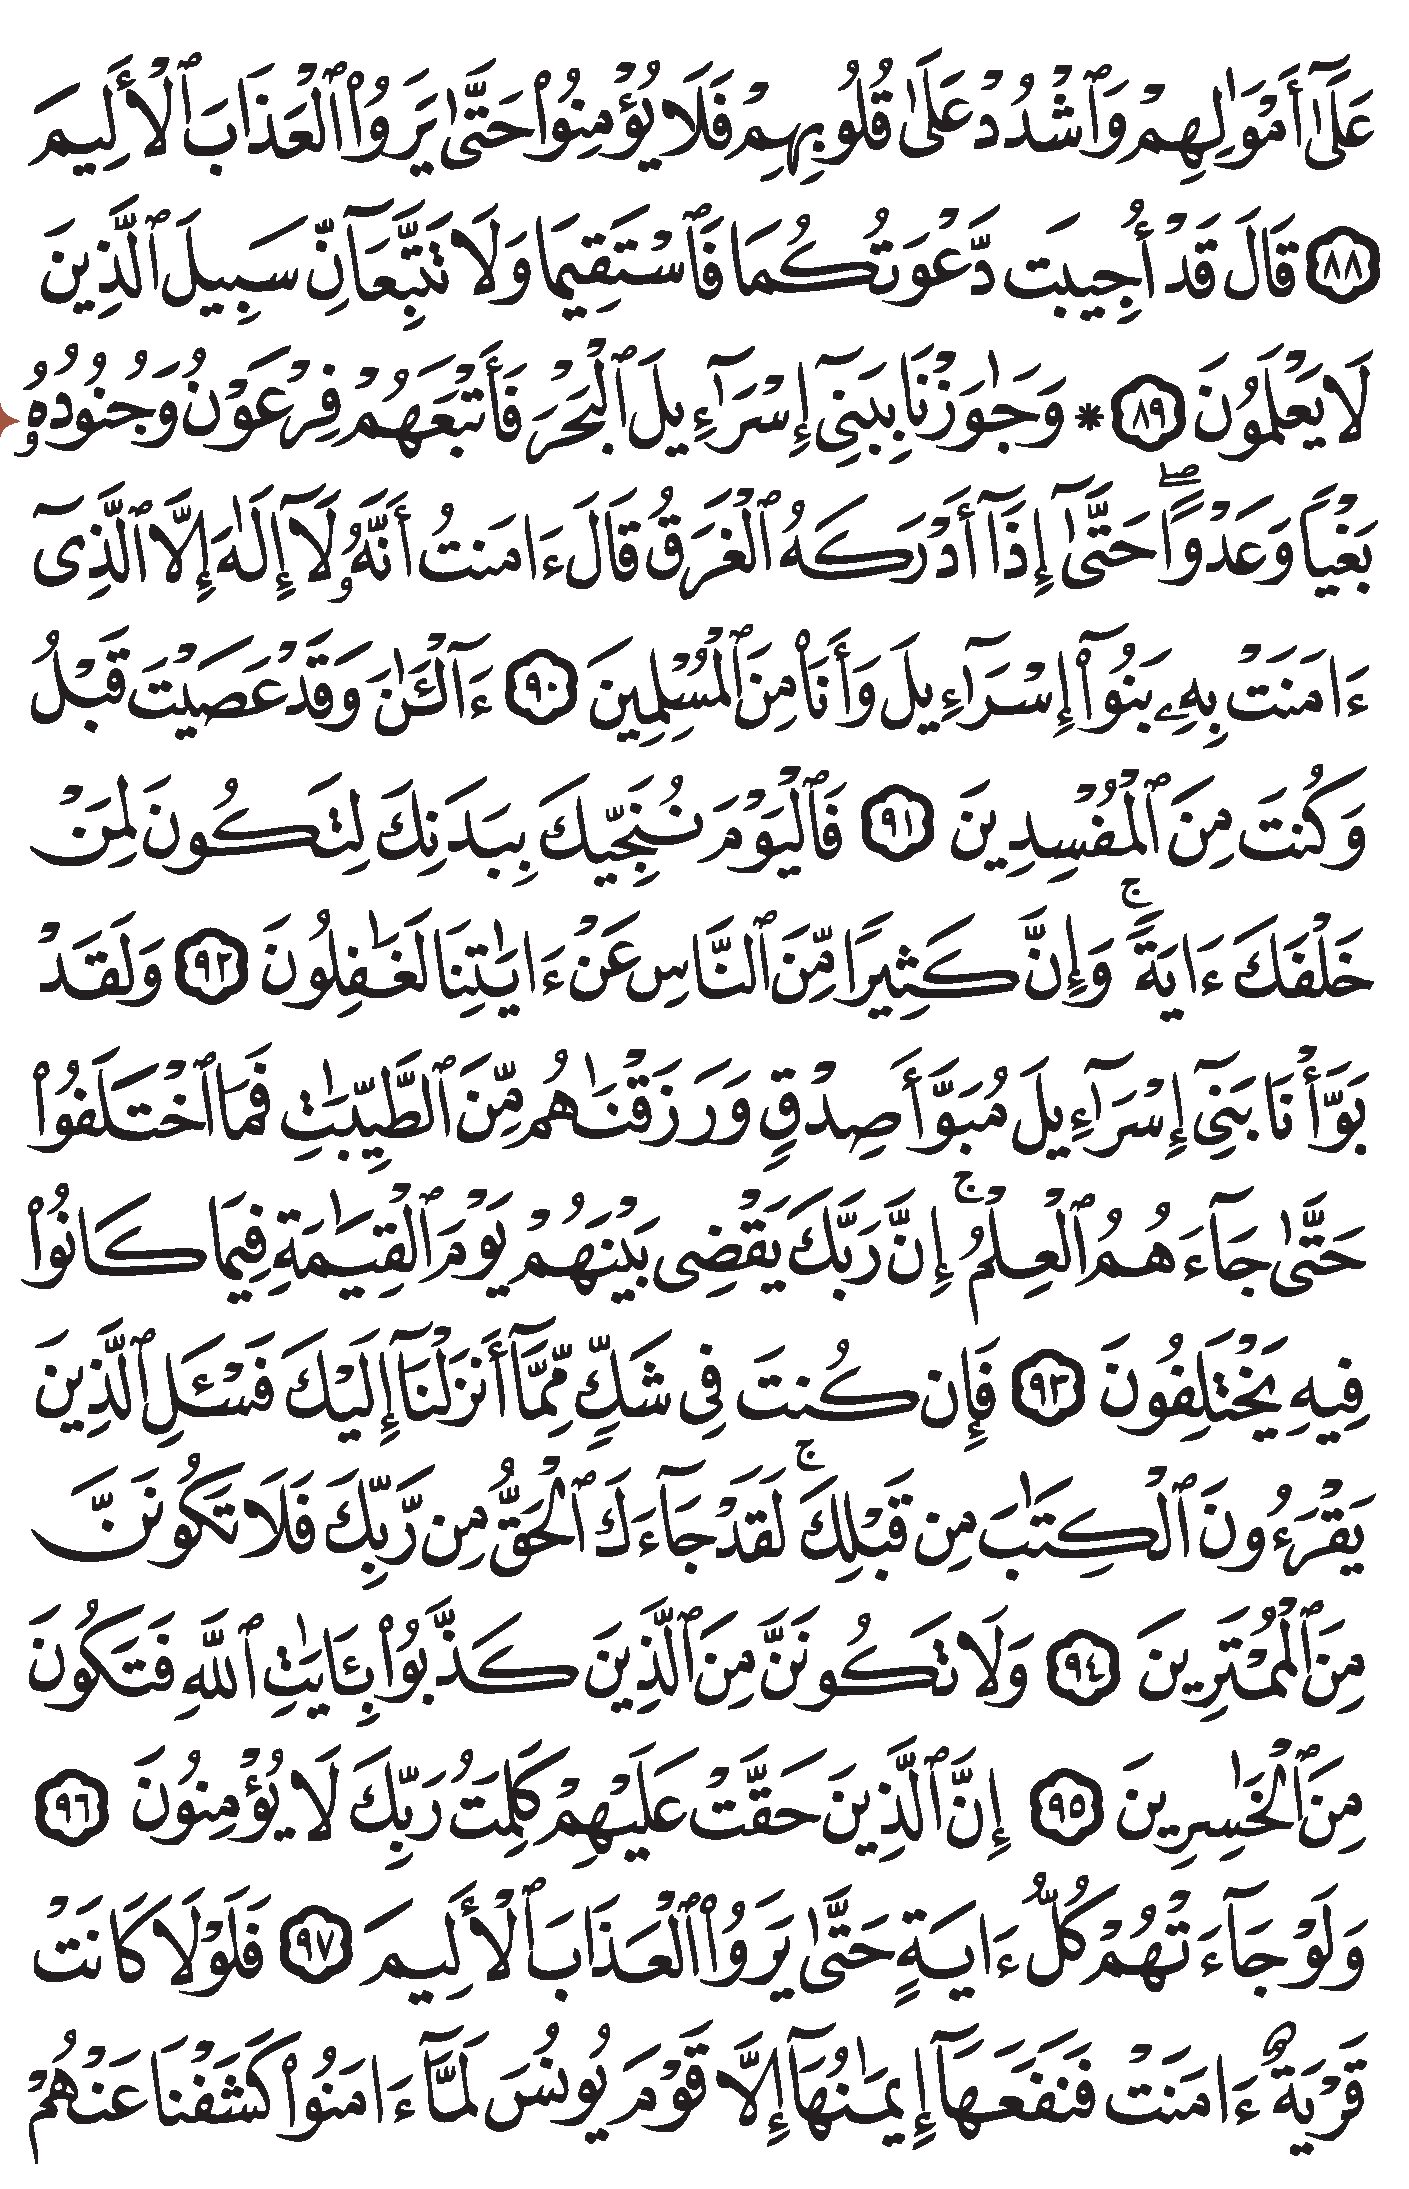 عَلَىٰٓ أَمْوَٰلِهِمْ وَٱشْدُدْ عَلَىٰ قُلُوبِهِمْ فَلَا يُؤْمِنُوا۟ حَتَّىٰ يَرَوُا۟ ٱلْعَذَابَ ٱلْأَلِيمَ
٨٨ قَالَ قَدْ أُجِيبَت دَّعْوَتُكُمَا فَٱسْتَقِيمَا وَلَا تَتَّبِعَآنِّ سَبِيلَ ٱلَّذِينَ
لَا يَعْلَمُونَ ٨٩ * وَجَٰوَزْنَا بِبَنِىٓ إِسْرَٰٓءِيلَ ٱلْبَحْرَ فَأَتْبَعَهُمْ فِرْعَوْنُ وَجُنُودُهُۥ
بَغْيًا وَعَدْوًا ۖ حَتَّىٰٓ إِذَآ أَدْرَكَهُ ٱلْغَرَقُ قَالَ ءَامَنتُ أَنَّهُۥ لَآ إِلَٰهَ إِلَّا ٱلَّذِىٓ
ءَامَنَتْ بِهِۦ بَنُوٓا۟ إِسْرَٰٓءِيلَ وَأَنَا۠ مِنَ ٱلْمُسْلِمِينَ ٩٠ ءَآلْـَٰٔنَ وَقَدْ عَصَيْتَ قَبْلُ
وَكُنتَ مِنَ ٱلْمُفْسِدِينَ ٩١ فَٱلْيَوْمَ نُنَجِّيكَ بِبَدَنِكَ لِتَكُونَ لِمَنْ
خَلْفَكَ ءَايَةً ۚ وَإِنَّ كَثِيرًا مِّنَ ٱلنَّاسِ عَنْ ءَايَٰتِنَا لَغَٰفِلُونَ ٩٢ وَلَقَدْ
بَوَّأْنَا بَنِىٓ إِسْرَٰٓءِيلَ مُبَوَّأَ صِدْقٍ وَرَزَقْنَٰهُم مِّنَ ٱلطَّيِّبَٰتِ فَمَا ٱخْتَلَفُوا۟
حَتَّىٰ جَآءَهُمُ ٱلْعِلْمُ ۚ إِنَّ رَبَّكَ يَقْضِى بَيْنَهُمْ يَوْمَ ٱلْقِيَٰمَةِ فِيمَا كَانُوا۟
فِيهِ يَخْتَلِفُونَ ٩٣ فَإِن كُنتَ فِى شَكٍّ مِّمَّآ أَنزَلْنَآ إِلَيْكَ فَسْـَٔلِ ٱلَّذِينَ
يَقْرَءُونَ ٱلْكِتَٰبَ مِن قَبْلِكَ ۚ لَقَدْ جَآءَكَ ٱلْحَقُّ مِن رَّبِّكَ فَلَا تَكُونَنَّ
مِنَ ٱلْمُمْتَرِينَ ٩٤ وَلَا تَكُونَنَّ مِنَ ٱلَّذِينَ كَذَّبُوا۟ بِـَٔايَٰتِ ٱللَّهِ فَتَكُونَ
مِنَ ٱلْخَٰسِرِينَ ٩٥ إِنَّ ٱلَّذِينَ حَقَّتْ عَلَيْهِمْ كَلِمَتُ رَبِّكَ لَا يُؤْمِنُونَ ٩٦
وَلَوْ جَآءَتْهُمْ كُلُّ ءَايَةٍ حَتَّىٰ يَرَوُا۟ ٱلْعَذَابَ ٱلْأَلِيمَ ٩٧ فَلَوْلَا كَانَتْ
قَرْيَةٌ ءَامَنَتْ فَنَفَعَهَآ إِيمَٰنُهَآ إِلَّا قَوْمَ يُونُسَ لَمَّآ ءَامَنُوا۟ كَشَفْنَا عَنْهُمْ